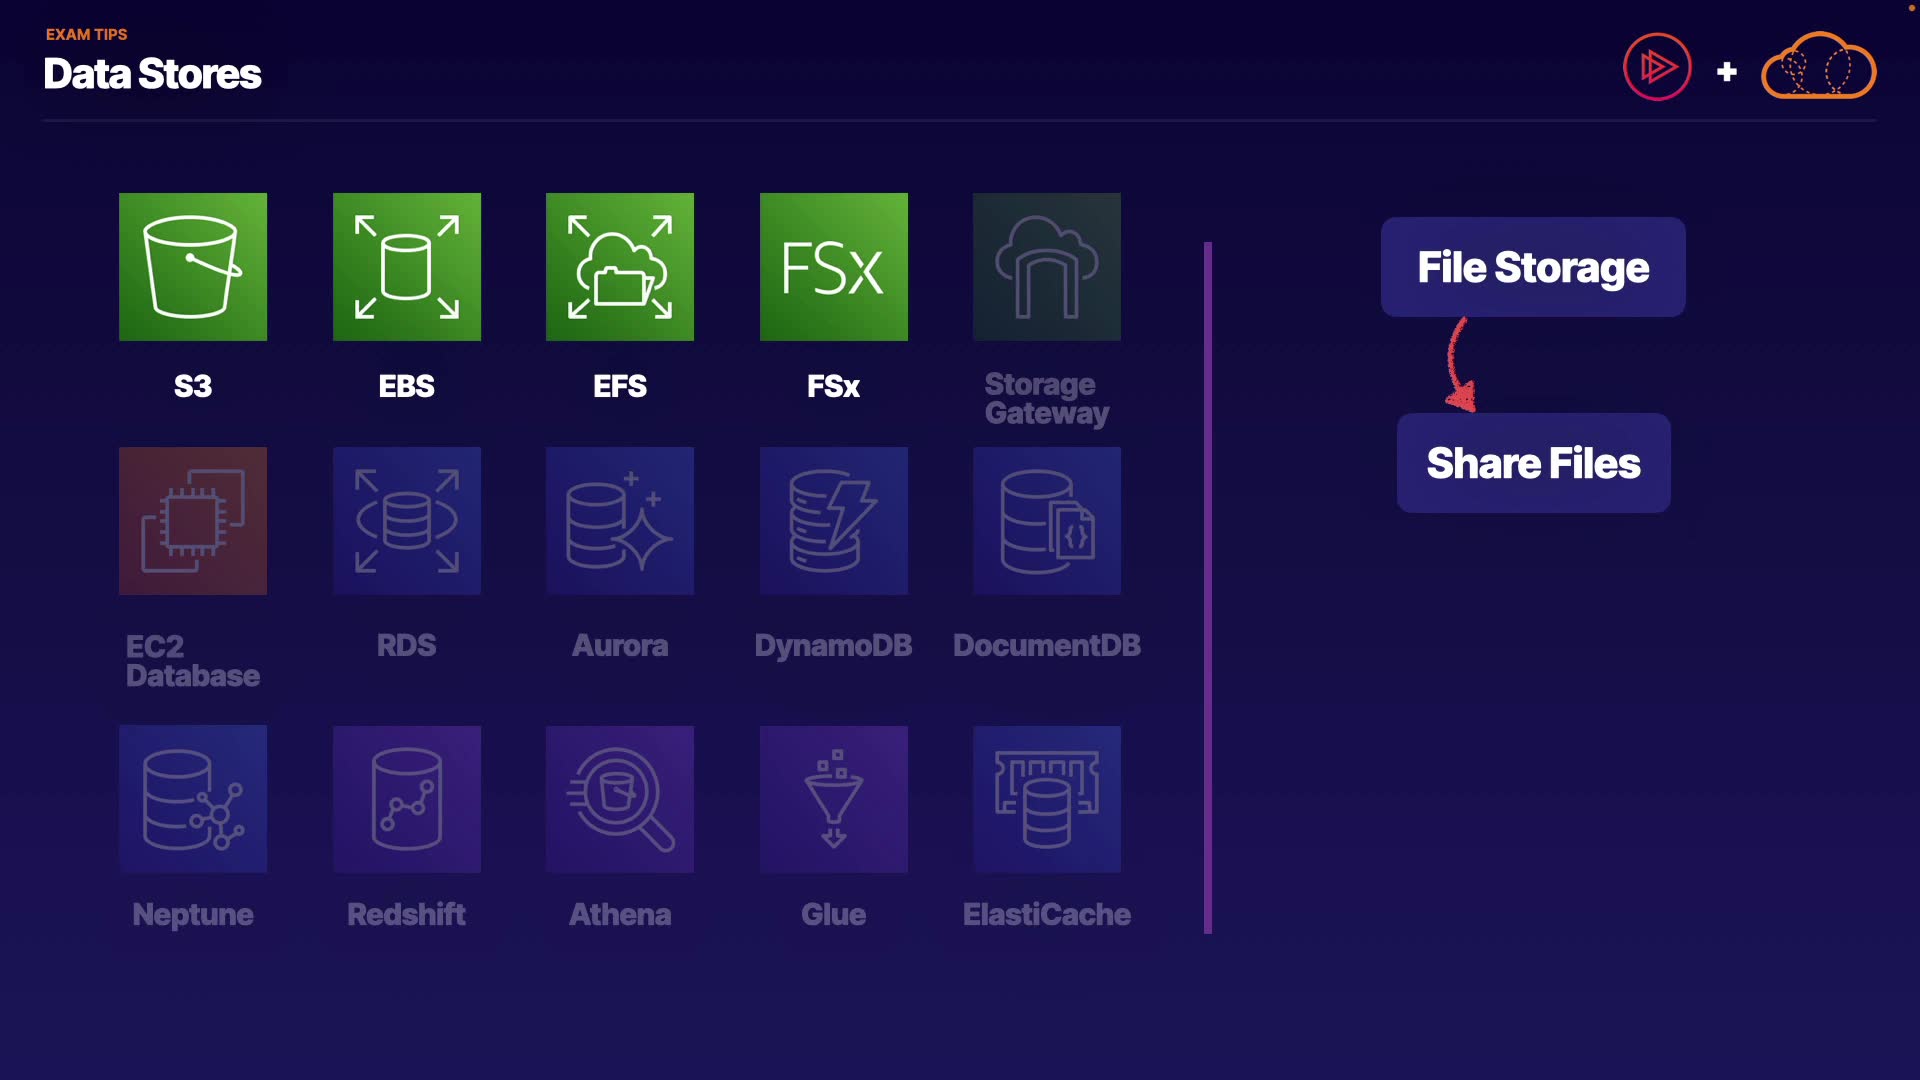 EXAM TIPS
Data Stores
+
FSx
S3
EBS
EFS
FSx
Storage
Gateway
EC2
Database
RDS
Aurora
DynamoDB
DocumentDB
Neptune
Redshift
Athena
Glue
ElastiCache
File Storage
Share Files